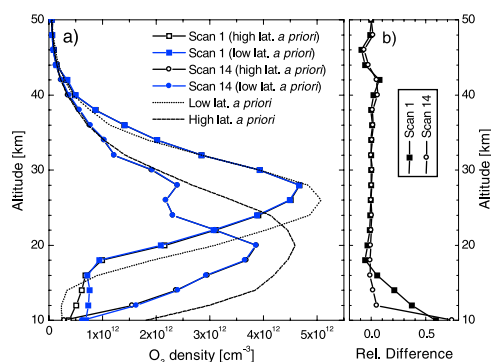 a)
Scan 1 (high lat. a priori)
Scan 1 (low lat. a priori)
Scan 14 (high lat. a priori)
Scan 14 (low lat. a priori)
Low lat. a priori
High lat. a priori
50
40
30
20
10
Altitude [km]
0 1x10¹² 2x10¹² 3x10¹² 4x10¹² 5x10¹²
O₃ density [cm⁻³]
b)
Scan 1
Scan 14
50
40
30
20
10
Altitude [km]
0.0 0.4 0.8
Rel. Difference